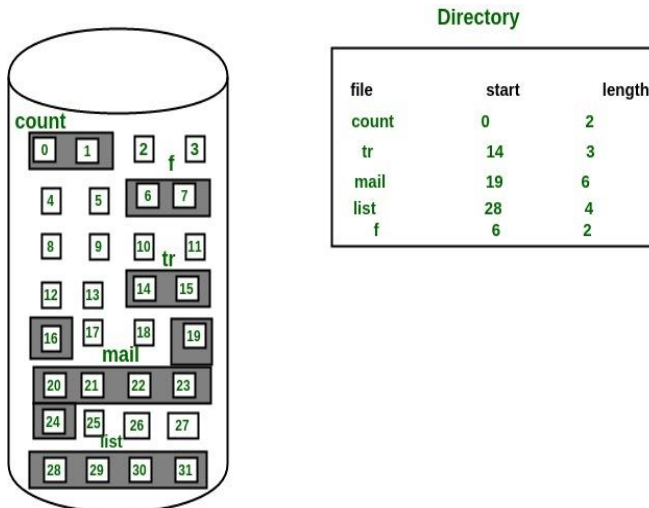 Directory
file start length
count 0 2
tr 14 3
mail 19 6
list 28 4
f 6 2
count
0 1 2 3
f
4 5 6 7
8 9 10 11
tr
12 13 14 15
16 17 18 19
mail
20 21 22 23
24 25 26 27
list
28 29 30 31